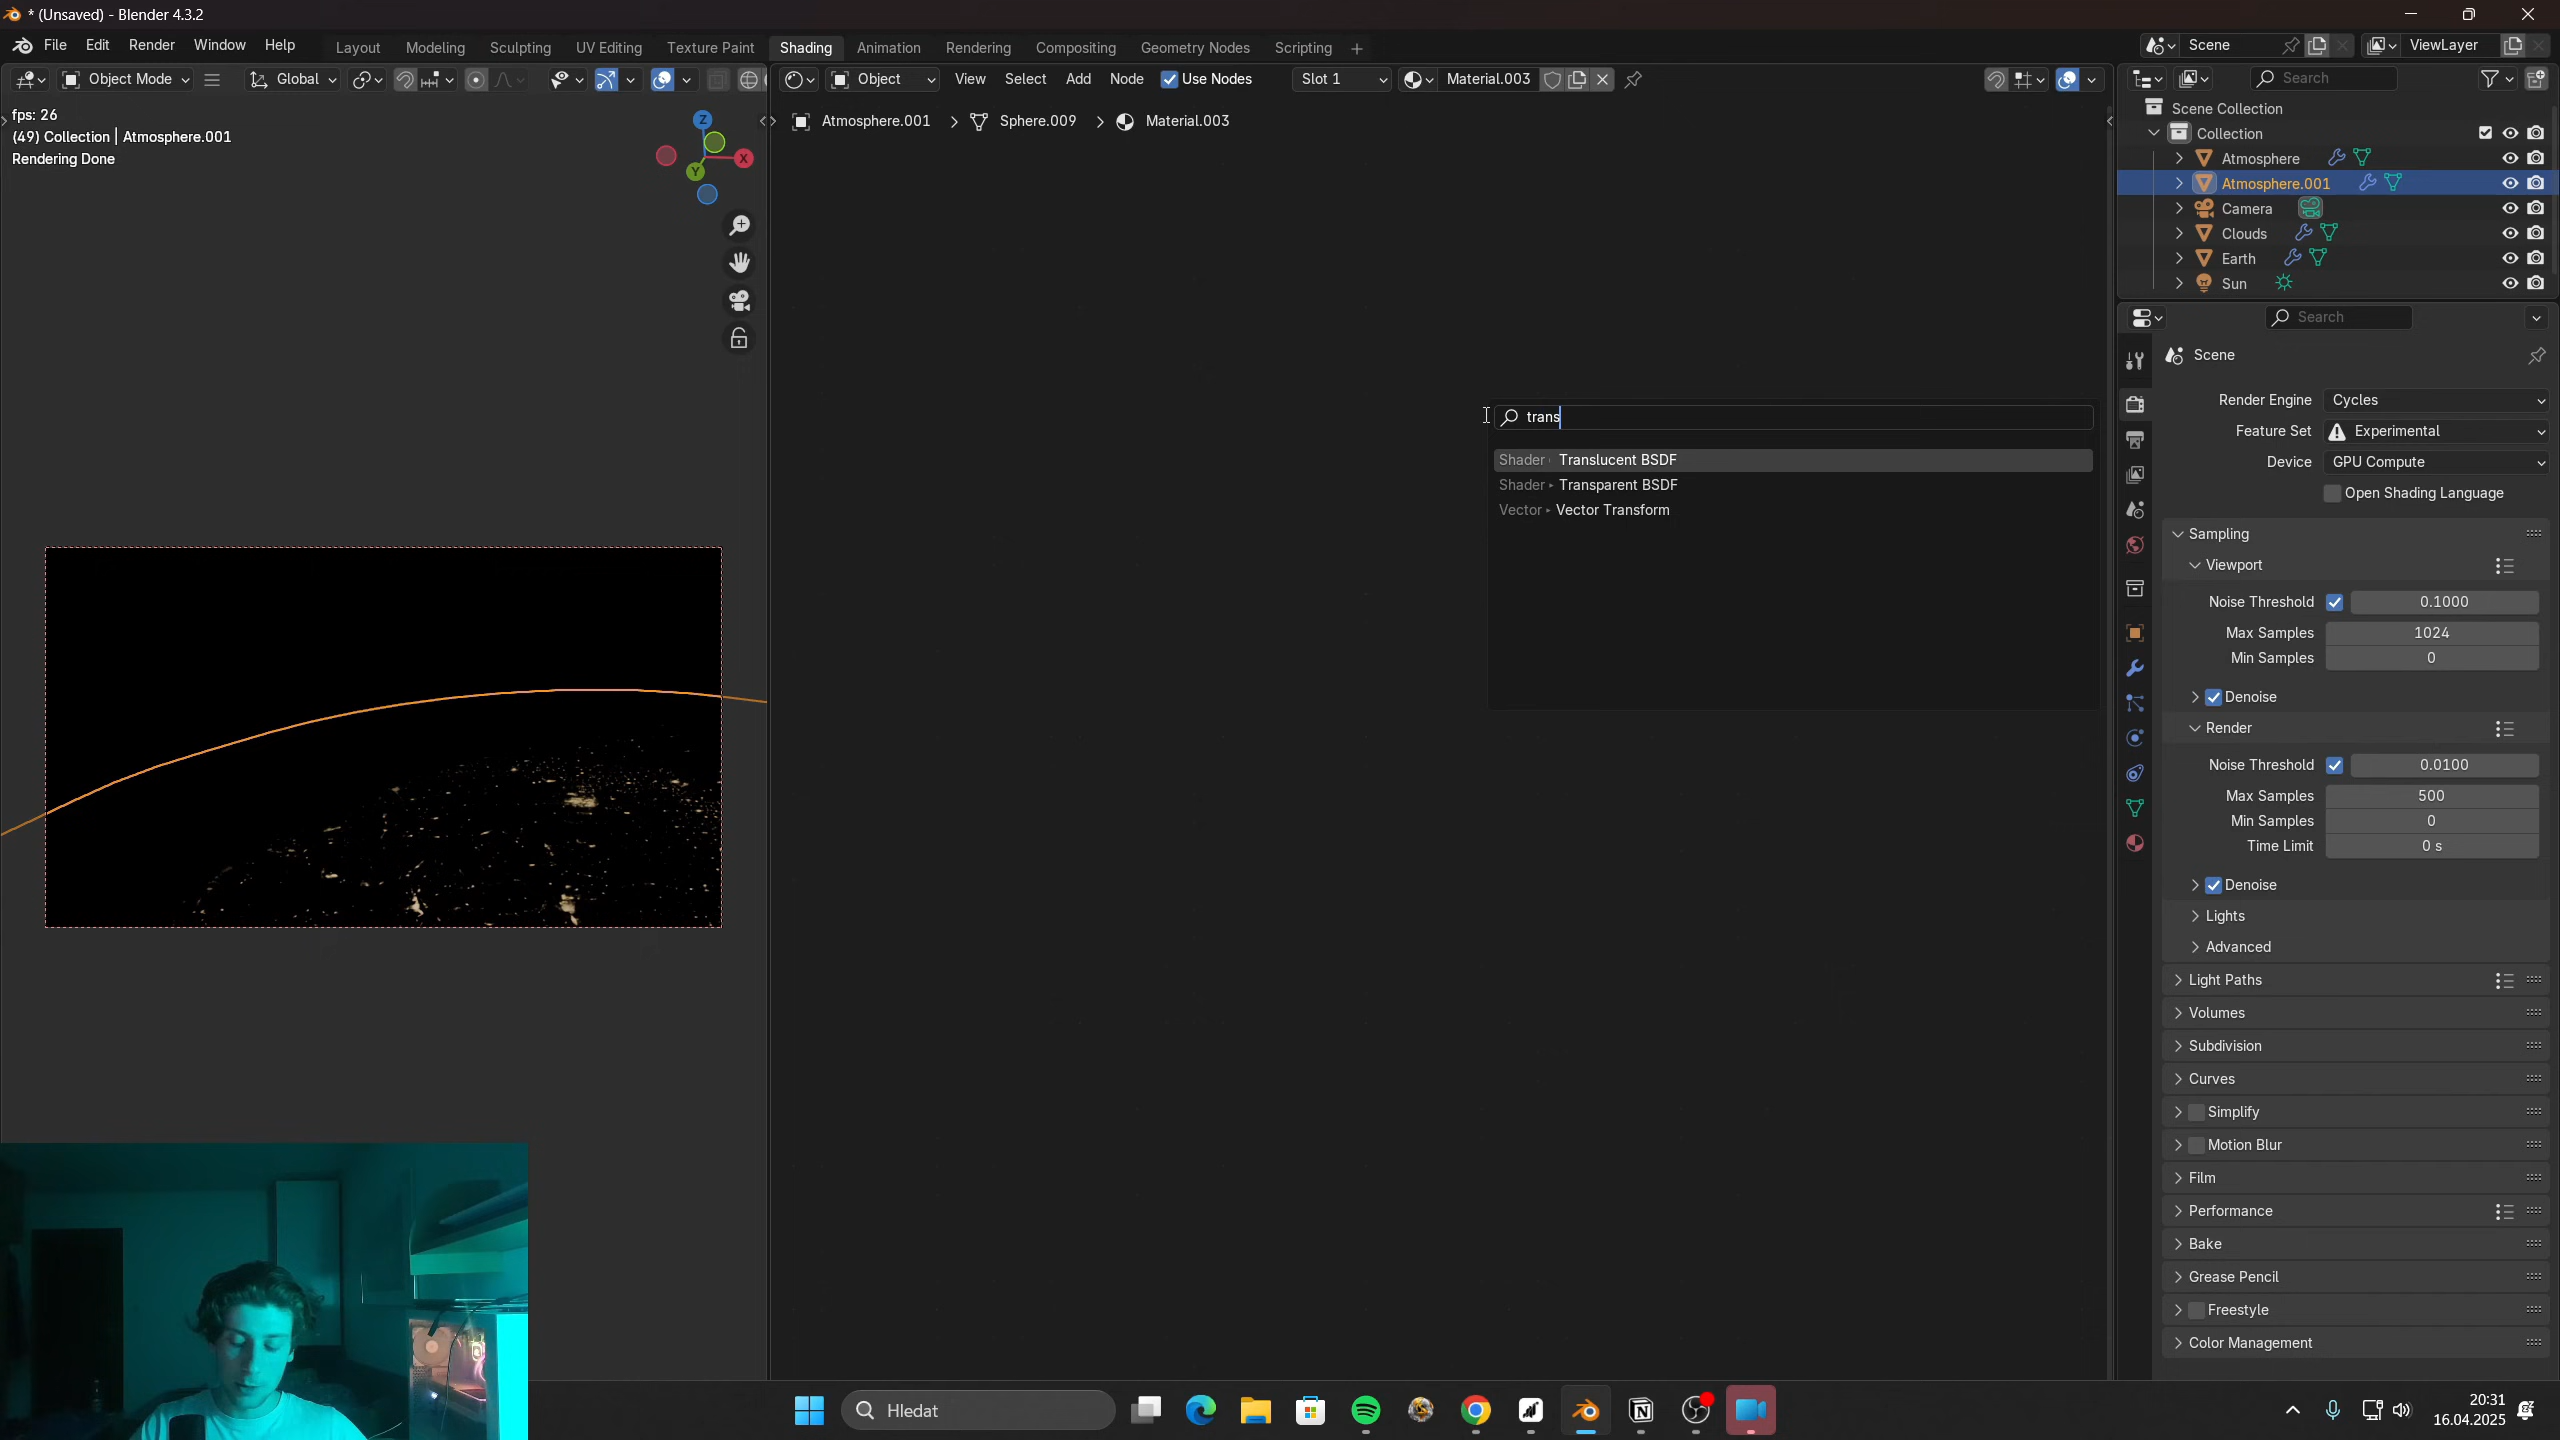 * (Unsaved) - Blender 4.3.2
File Edit Render Window Help Layout Modeling Sculpting UV Editing Texture Paint Shading Animation Rendering Compositing Geometry Nodes Scripting + Scene ViewLayer
Object Mode Global Object View Select Add Node Use Nodes Slot 1 Material.003 Search
fps: 26
(49) Collection | Atmosphere.001
Rendering Done
Z
X
Y
Atmosphere.001 > Sphere.009 > Material.003
trans
Shader Translucent BSDF
Shader ▸ Transparent BSDF
Vector ▸ Vector Transform
Scene Collection
Collection
Atmosphere
Atmosphere.001
Camera
Clouds
Earth
Sun
Search
Scene
Render Engine Cycles
Feature Set Experimental
Device GPU Compute
Open Shading Language
Sampling
Viewport
Noise Threshold 0.1000
Max Samples 1024
Min Samples 0
Denoise
Render
Noise Threshold 0.0100
Max Samples 500
Min Samples 0
Time Limit 0 s
Denoise
Lights
Advanced
Light Paths
Volumes
Subdivision
Curves
Simplify
Motion Blur
Film
Performance
Bake
Grease Pencil
Freestyle
Color Management
Hledat
20:31
16.04.2025